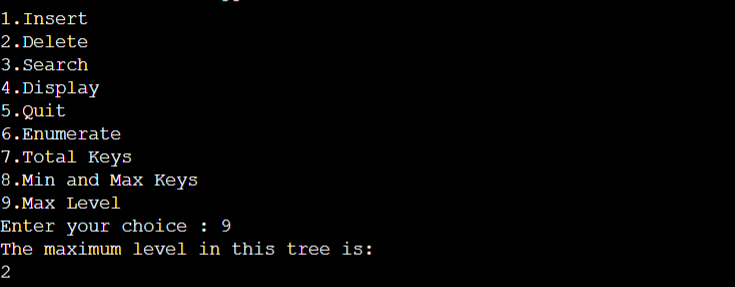 1.Insert
2.Delete
3.Search
4.Display
5.Quit
6.Enumerate
7.Total Keys
8.Min and Max Keys
9.Max Level
Enter your choice : 9
The maximum level in this tree is:
2